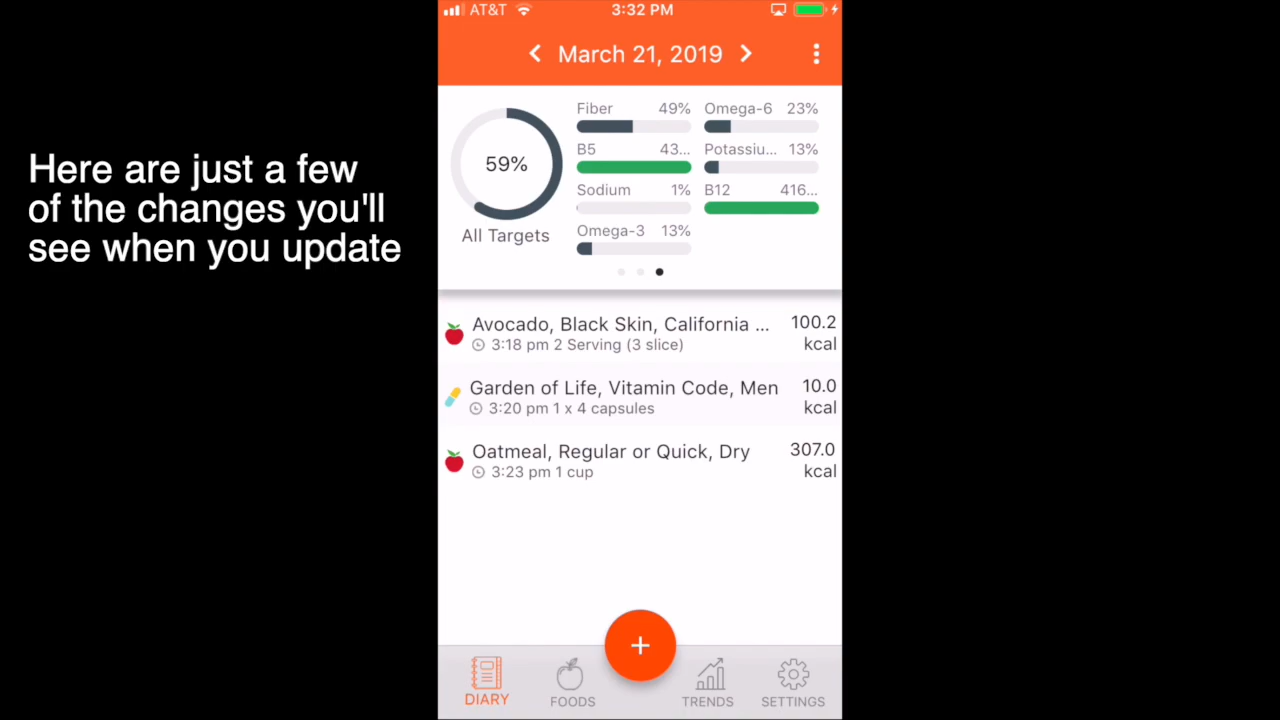 AT&T 3:32 PM
March 21, 2019
Here are just a few
of the changes you'll
see when you update
59%
All Targets
Fiber 49%
Omega-6 23%
B5 43...
Potassiu... 13%
Sodium 1%
B12 416...
Omega-3 13%
Avocado, Black Skin, California ... 100.2
3:18 pm 2 Serving (3 slice) kcal
Garden of Life, Vitamin Code, Men 10.0
3:20 pm 1 x 4 capsules kcal
Oatmeal, Regular or Quick, Dry 307.0
3:23 pm 1 cup kcal
+
DIARY FOODS TRENDS SETTINGS